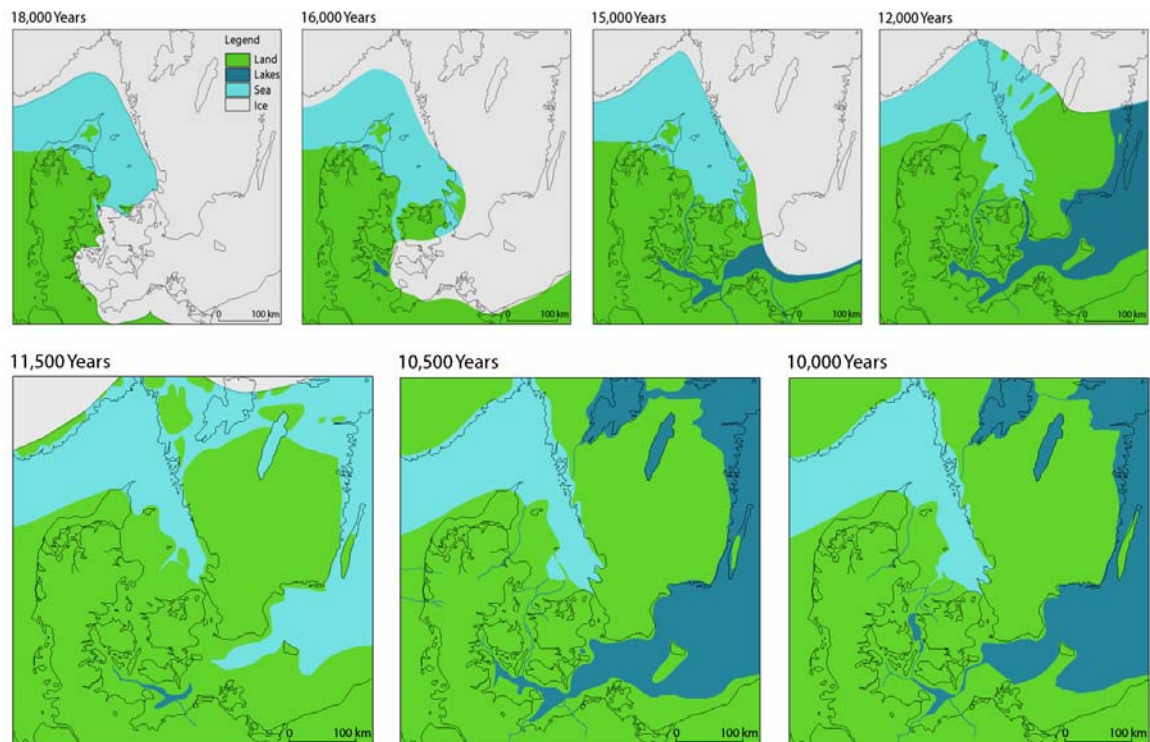 18,000 Years
16,000 Years
15,000 Years
12,000 Years
Legend
Land
Lakes
Sea
Ice
0 100 km
0 100 km
0 100 km
0 100 km
11,500 Years
10,500 Years
10,000 Years
0 100 km
0 100 km
0 100 km